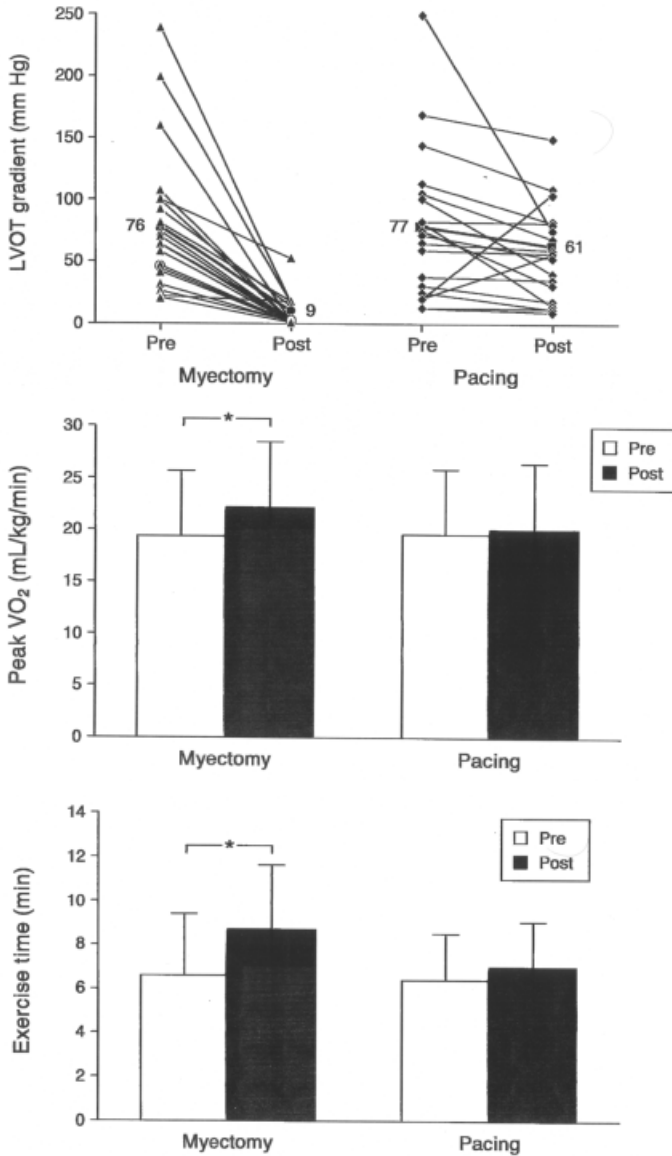 LVOT gradient (mm Hg)
250
200
150
100
50
0
76
9
77
61
Pre
Post
Pre
Post
Myectomy
Pacing
Peak VO₂ (mL/kg/min)
30
25
20
15
10
5
0
*
Pre
Post
Myectomy
Pacing
Exercise time (min)
14
12
10
8
6
4
2
0
*
Pre
Post
Myectomy
Pacing